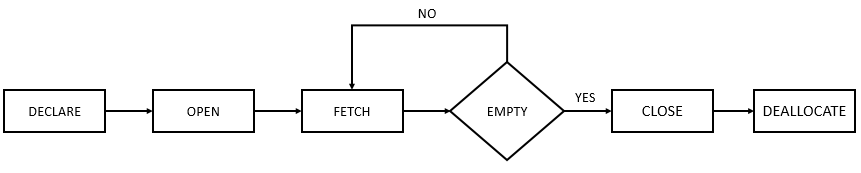 NO
DECLARE
OPEN
FETCH
EMPTY
YES
CLOSE
DEALLOCATE